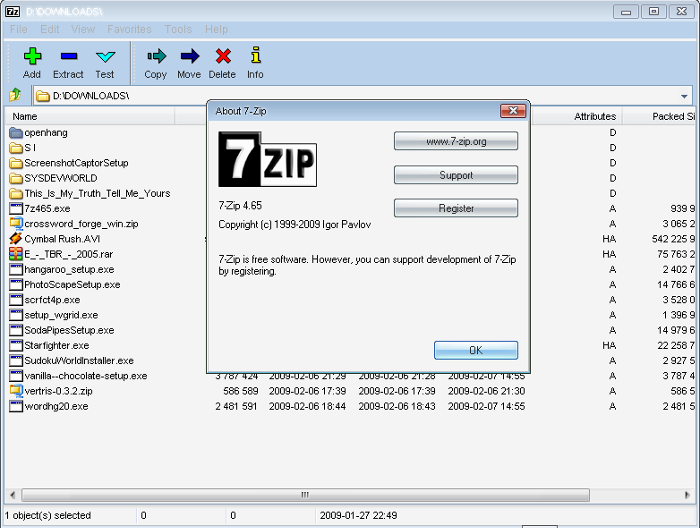 7z D:\DOWNLOADS\
File Edit View Favorites Tools Help
Add Extract Test Copy Move Delete Info
D:\DOWNLOADS\
Name Attributes Packed Si
About 7-Zip
7 ZIP
www.7-zip.org
Support
Register
7-Zip 4.65
Copyright (c) 1999-2009 Igor Pavlov
7-Zip is free software. However, you can support development of 7-Zip
by registering.
OK
openhang D
S I D
ScreenshotCaptorSetup D
SYSDEVWORLD D
This_Is_My_Truth_Tell_Me_Yours D
7z465.exe A 939 9
crossword_forge_win.zip A 3 065 2
Cymbal Rush.AVI HA 542 225 9
E_-_TBR_-_2005.rar HA 75 763 2
hangaroo_setup.exe A 2 402 7
PhotoScapeSetup.exe A 14 766 6
scrfct4p.exe A 3 528 0
setup_wgrid.exe A 1 396 9
SodaPipesSetup.exe A 14 979 6
Starfighter.exe HA 22 258 7
SudokuWorldInstaller.exe A 2 927 5
vanilla--chocolate-setup.exe 3 787 424 2009-02-06 21:29 2009-02-06 21:28 2009-02-07 14:55 A 3 787 4
vertris-0.3.2.zip 586 589 2009-02-06 17:39 2009-02-06 17:39 2009-02-06 21:30 A 586 5
wordhg20.exe 2 481 591 2009-02-06 18:44 2009-02-06 18:43 2009-02-07 14:55 A 2 481 5
1 object(s) selected 0 0 2009-01-27 22:49